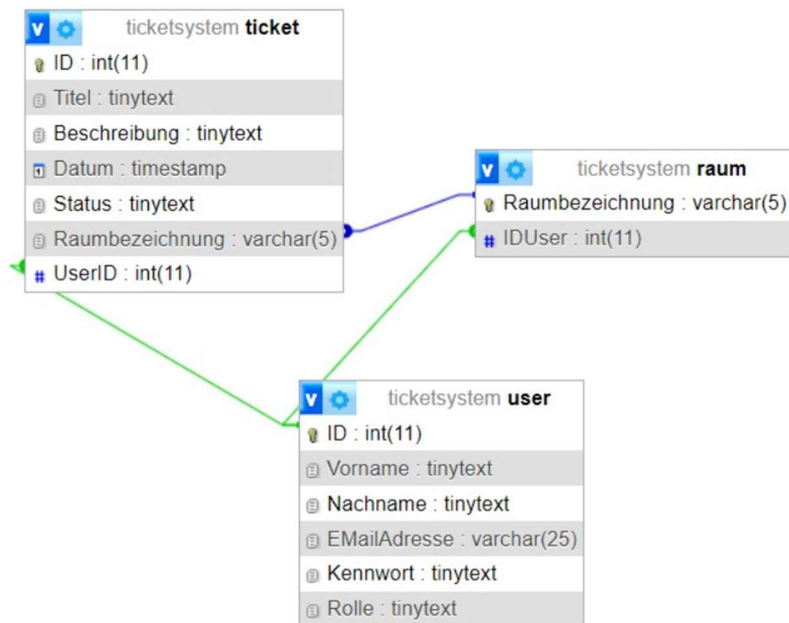 v ticketsystem ticket
ID : int(11)
Titel : tinytext
Beschreibung : tinytext
Datum : timestamp
Status : tinytext
Raumbezeichnung : varchar(5)
# UserID : int(11)
v ticketsystem raum
Raumbezeichnung : varchar(5)
# IDUser : int(11)
v ticketsystem user
ID : int(11)
Vorname : tinytext
Nachname : tinytext
EMailAdresse : varchar(25)
Kennwort : tinytext
Rolle : tinytext